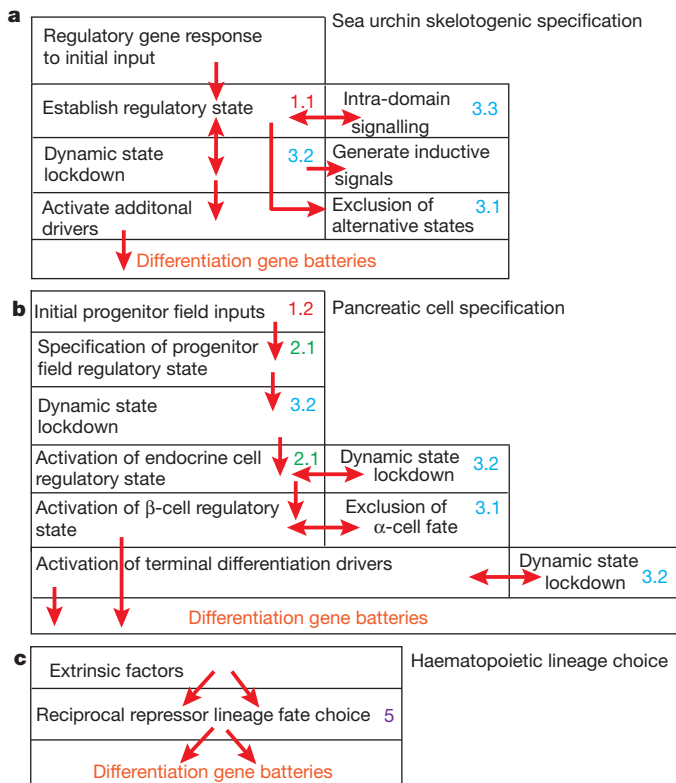 a
Sea urchin skelotogenic specification
Regulatory gene response
to initial input
Establish regulatory state 1.1
Intra-domain
signalling 3.3
Dynamic state
lockdown 3.2
Generate inductive
signals
Activate additonal
drivers
Exclusion of
alternative states 3.1
Differentiation gene batteries
b
Pancreatic cell specification
Initial progenitor field inputs 1.2
Specification of progenitor
field regulatory state 2.1
Dynamic state
lockdown 3.2
Activation of endocrine cell 2.1
regulatory state
Dynamic state
lockdown 3.2
Activation of β-cell regulatory
state
Exclusion of
α-cell fate 3.1
Activation of terminal differentiation drivers
Dynamic state
lockdown 3.2
Differentiation gene batteries
c
Haematopoietic lineage choice
Extrinsic factors
Reciprocal repressor lineage fate choice 5
Differentiation gene batteries